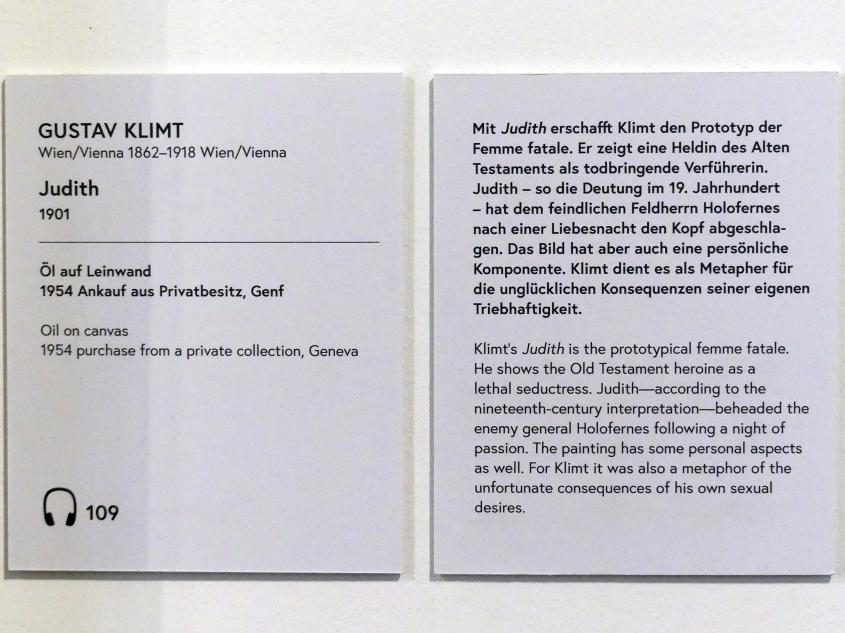 GUSTAV KLIMT
Wien/Vienna 1862–1918 Wien/Vienna
Judith
1901
Öl auf Leinwand
1954 Ankauf aus Privatbesitz, Genf
Oil on canvas
1954 purchase from a private collection, Geneva
109
Mit Judith erschafft Klimt den Prototyp der
Femme fatale. Er zeigt eine Heldin des Alten
Testaments als todbringende Verführerin.
Judith – so die Deutung im 19. Jahrhundert
– hat dem feindlichen Feldherrn Holofernes
nach einer Liebesnacht den Kopf abgeschla-
gen. Das Bild hat aber auch eine persönliche
Komponente. Klimt dient es als Metapher für
die unglücklichen Konsequenzen seiner eigenen
Triebhaftigkeit.
Klimt's Judith is the prototypical femme fatale.
He shows the Old Testament heroine as a
lethal seductress. Judith—according to the
nineteenth-century interpretation—beheaded the
enemy general Holofernes following a night of
passion. The painting has some personal aspects
as well. For Klimt it was also a metaphor of the
unfortunate consequences of his own sexual
desires.